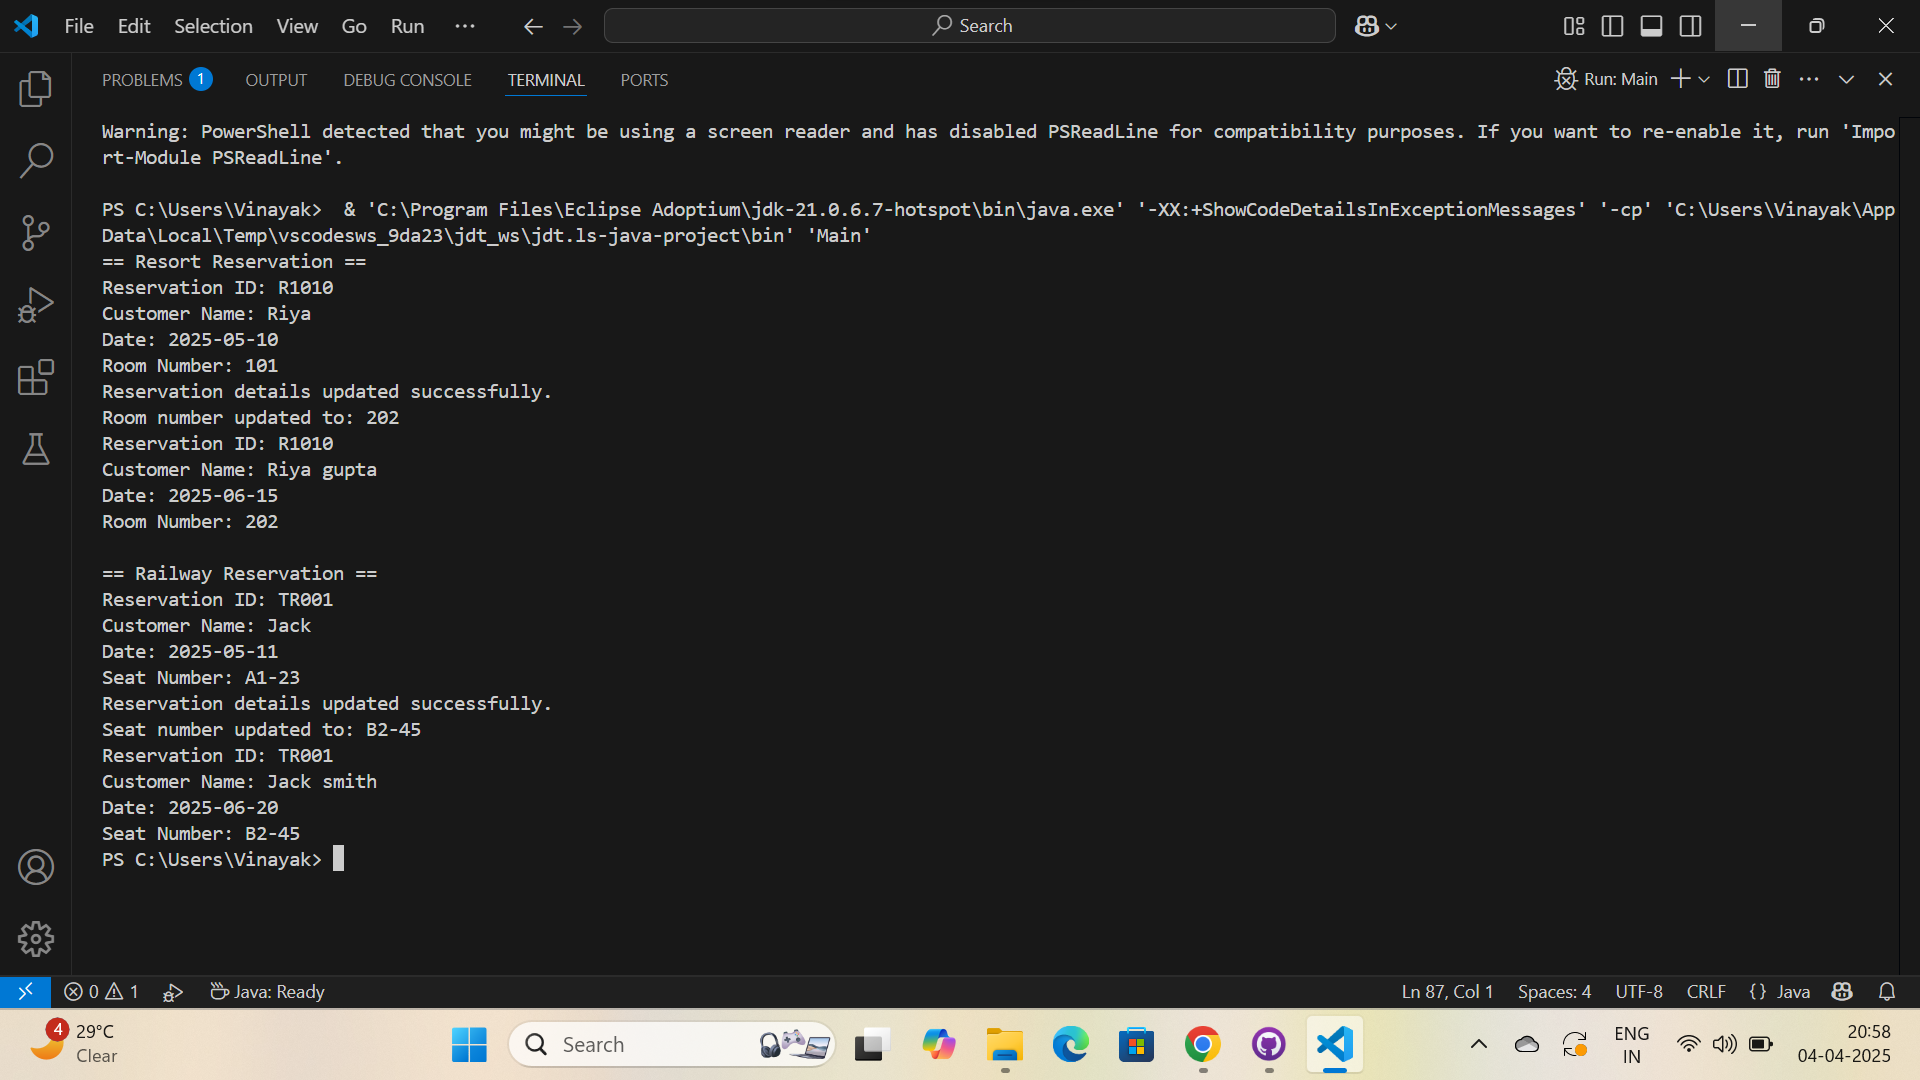 File Edit Selection View Go Run ··· Search
PROBLEMS 1 OUTPUT DEBUG CONSOLE TERMINAL PORTS Run: Main
Warning: PowerShell detected that you might be using a screen reader and has disabled PSReadLine for compatibility purposes. If you want to re-enable it, run 'Impo
rt-Module PSReadLine'.
PS C:\Users\Vinayak>  & 'C:\Program Files\Eclipse Adoptium\jdk-21.0.6.7-hotspot\bin\java.exe' '-XX:+ShowCodeDetailsInExceptionMessages' '-cp' 'C:\Users\Vinayak\App
Data\Local\Temp\vscodesws_9da23\jdt_ws\jdt.ls-java-project\bin' 'Main'
== Resort Reservation ==
Reservation ID: R1010
Customer Name: Riya
Date: 2025-05-10
Room Number: 101
Reservation details updated successfully.
Room number updated to: 202
Reservation ID: R1010
Customer Name: Riya gupta
Date: 2025-06-15
Room Number: 202
== Railway Reservation ==
Reservation ID: TR001
Customer Name: Jack
Date: 2025-05-11
Seat Number: A1-23
Reservation details updated successfully.
Seat number updated to: B2-45
Reservation ID: TR001
Customer Name: Jack smith
Date: 2025-06-20
Seat Number: B2-45
PS C:\Users\Vinayak>
0 1 Java: Ready Ln 87, Col 1 Spaces: 4 UTF-8 CRLF {} Java
4 29°C Search ENG 20:58
Clear IN 04-04-2025